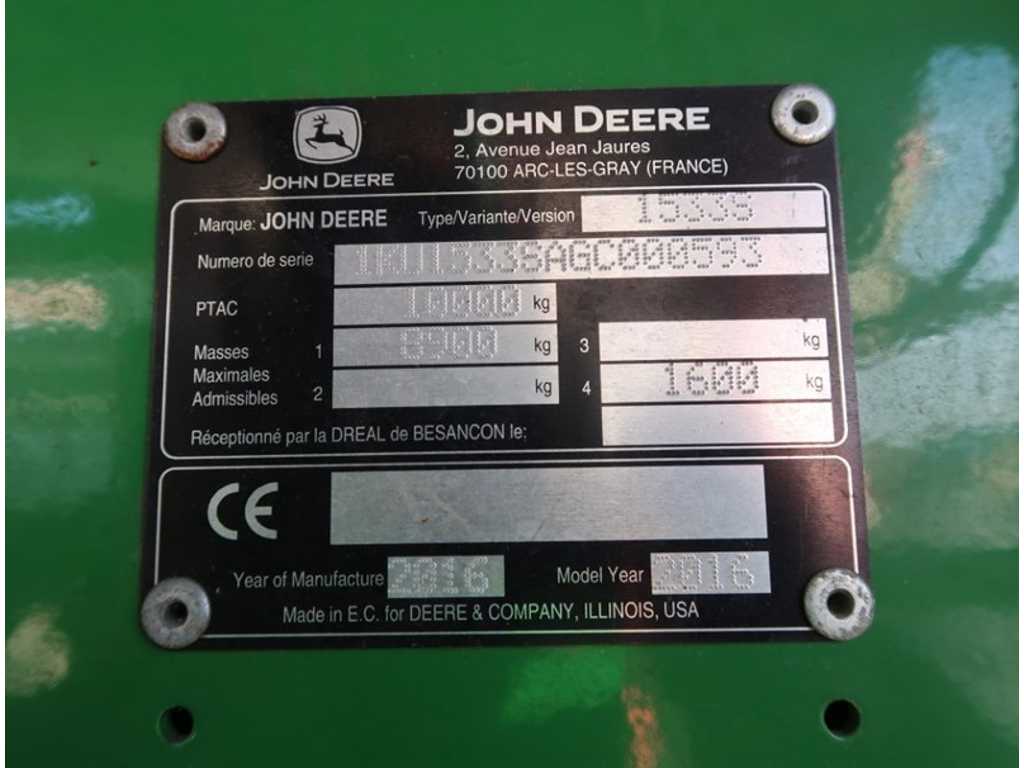 JOHN DEERE
JOHN DEERE
2, Avenue Jean Jaures
70100 ARC-LES-GRAY (FRANCE)
Marque: JOHN DEERE Type/Variante/Version 1533S
Numero de serie
PTAC 10000 kg
Masses 1 8900 kg 3 kg
Maximales
Admissibles 2 kg 4 1600 kg
Réceptionné par la DREAL de BESANCON le:
CE
Year of Manufacture 2016 Model Year 2016
Made in E.C. for DEERE & COMPANY, ILLINOIS, USA